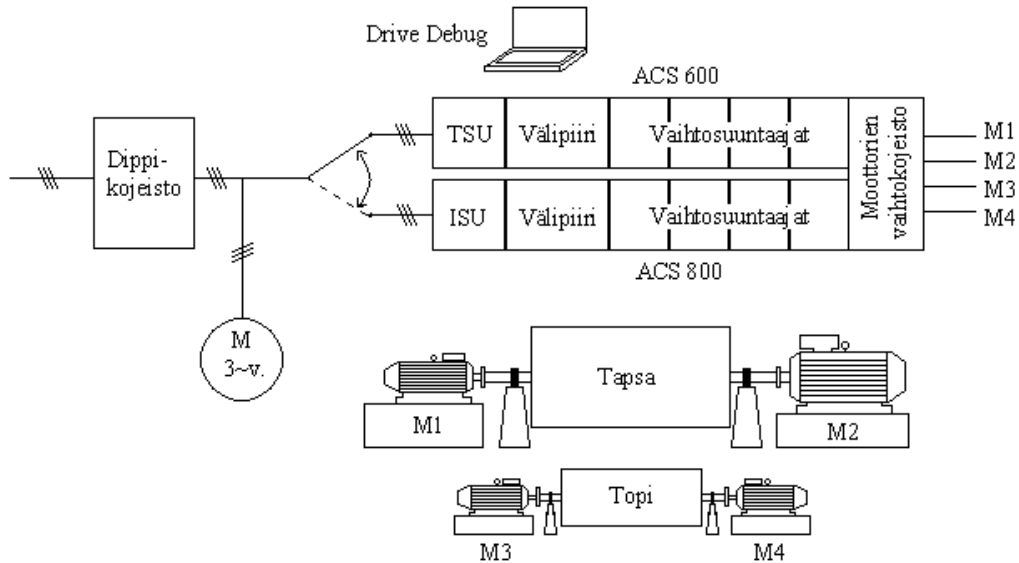 Drive Debug
ACS 600
TSU Välipiiri Vaihtosuuntaajat
ISU Välipiiri Vaihtosuuntaajat
ACS 800
Moottorien
vaihtokojeisto
M1
M2
M3
M4
Dippi-
kojeisto
M
3~v.
Tapsa
M1
M2
Topi
M3
M4